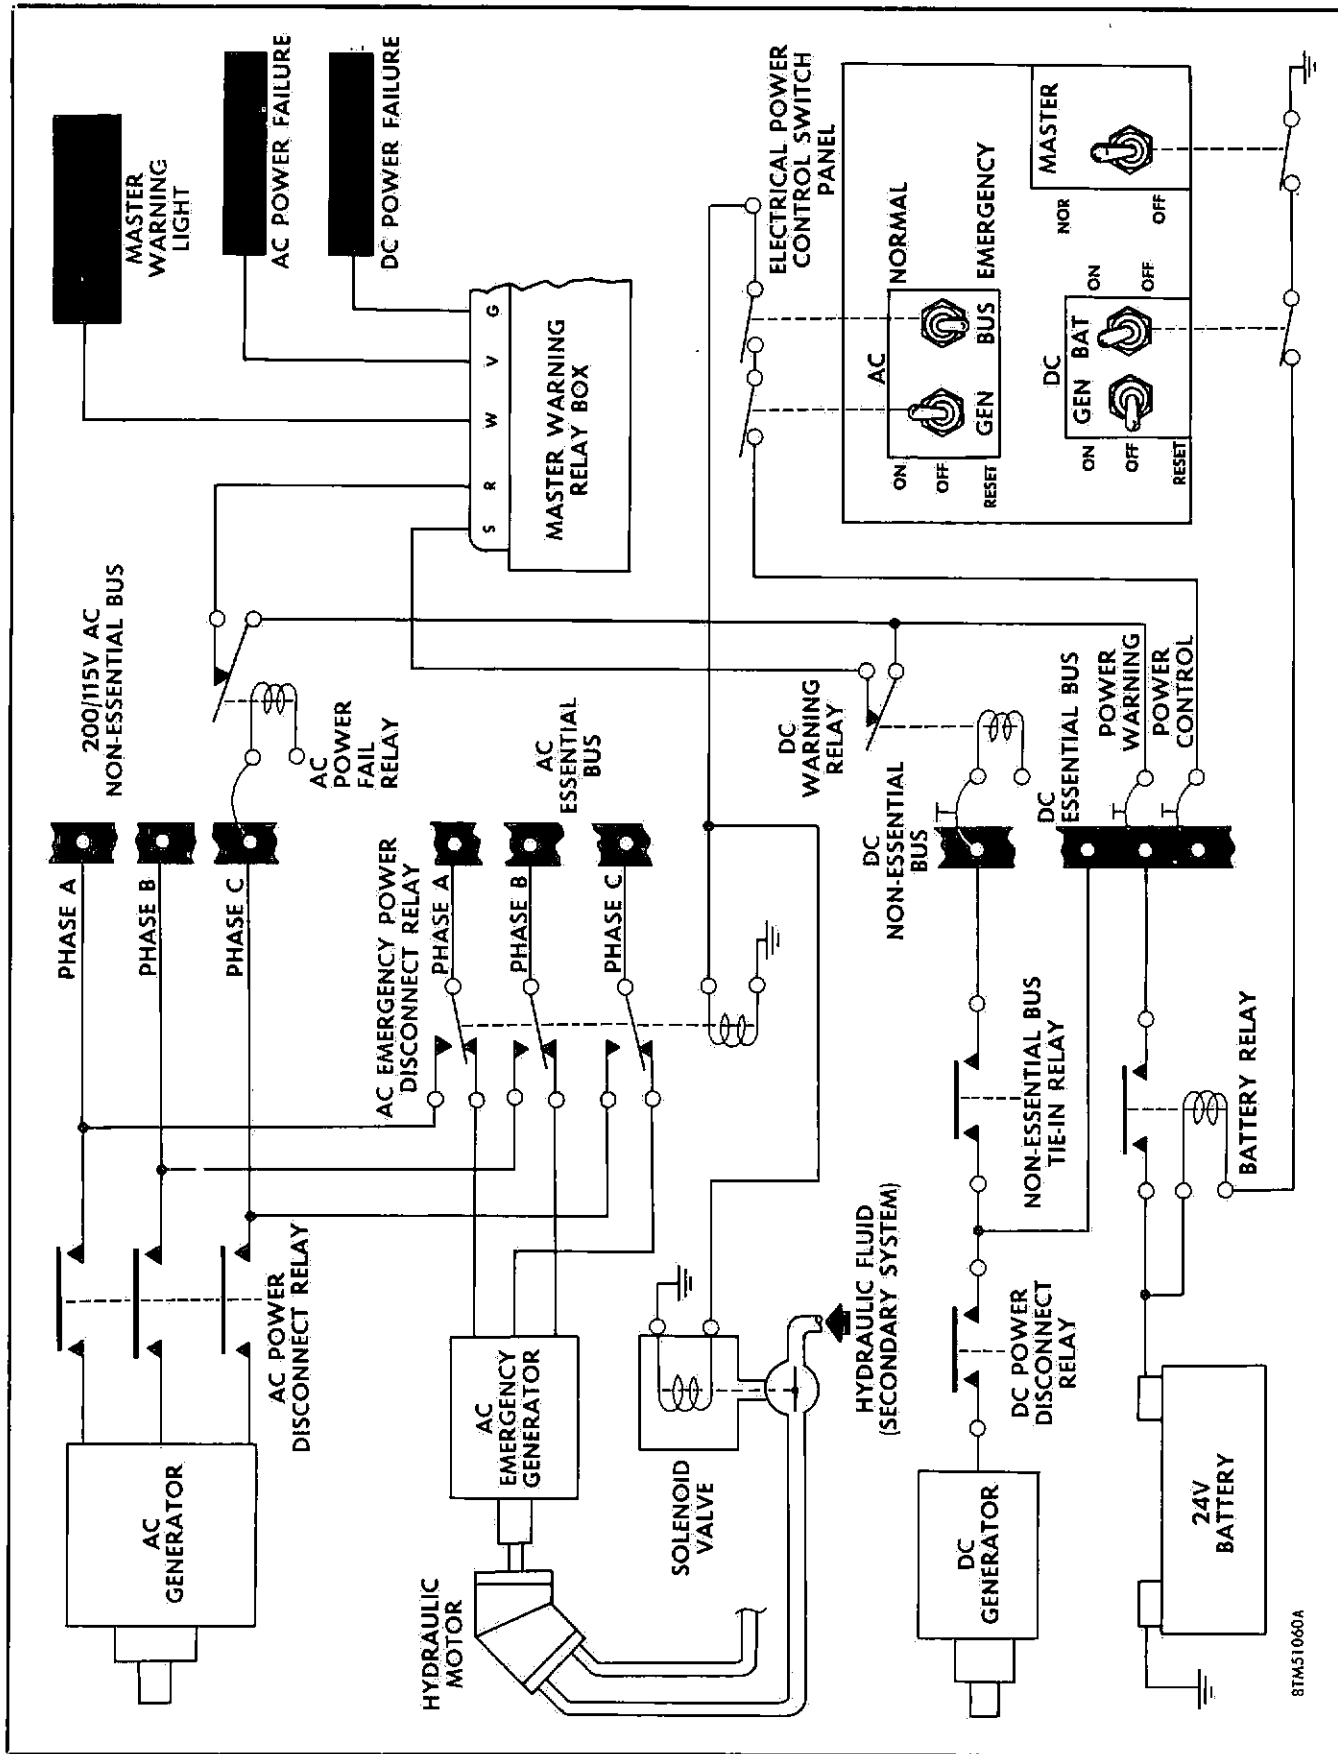 MASTER
WARNING
LIGHT
AC POWER FAILURE
DC POWER FAILURE
G
V
W
R
S
MASTER WARNING
RELAY BOX
200/115V AC
NON-ESSENTIAL BUS
PHASE A
PHASE B
PHASE C
AC
POWER
FAIL
RELAY
AC POWER
DISCONNECT RELAY
AC
GENERATOR
AC
ESSENTIAL
BUS
AC EMERGENCY POWER
DISCONNECT RELAY
PHASE A
PHASE B
PHASE C
AC
EMERGENCY
GENERATOR
HYDRAULIC
MOTOR
SOLENOID
VALVE
HYDRAULIC FLUID
(SECONDARY SYSTEM)
ELECTRICAL POWER
CONTROL SWITCH
PANEL
AC
NORMAL
EMERGENCY
GEN
BUS
ON
OFF
RESET
DC
GEN
BAT
ON
OFF
RESET
ON
OFF
MASTER
NOR
OFF
DC
WARNING
RELAY
DC
NON-ESSENTIAL
BUS
DC
ESSENTIAL BUS
POWER
WARNING
POWER
CONTROL
NON-ESSENTIAL BUS
TIE-IN RELAY
BATTERY RELAY
DC POWER
DISCONNECT
RELAY
DC
GENERATOR
24V
BATTERY
8TM51060A